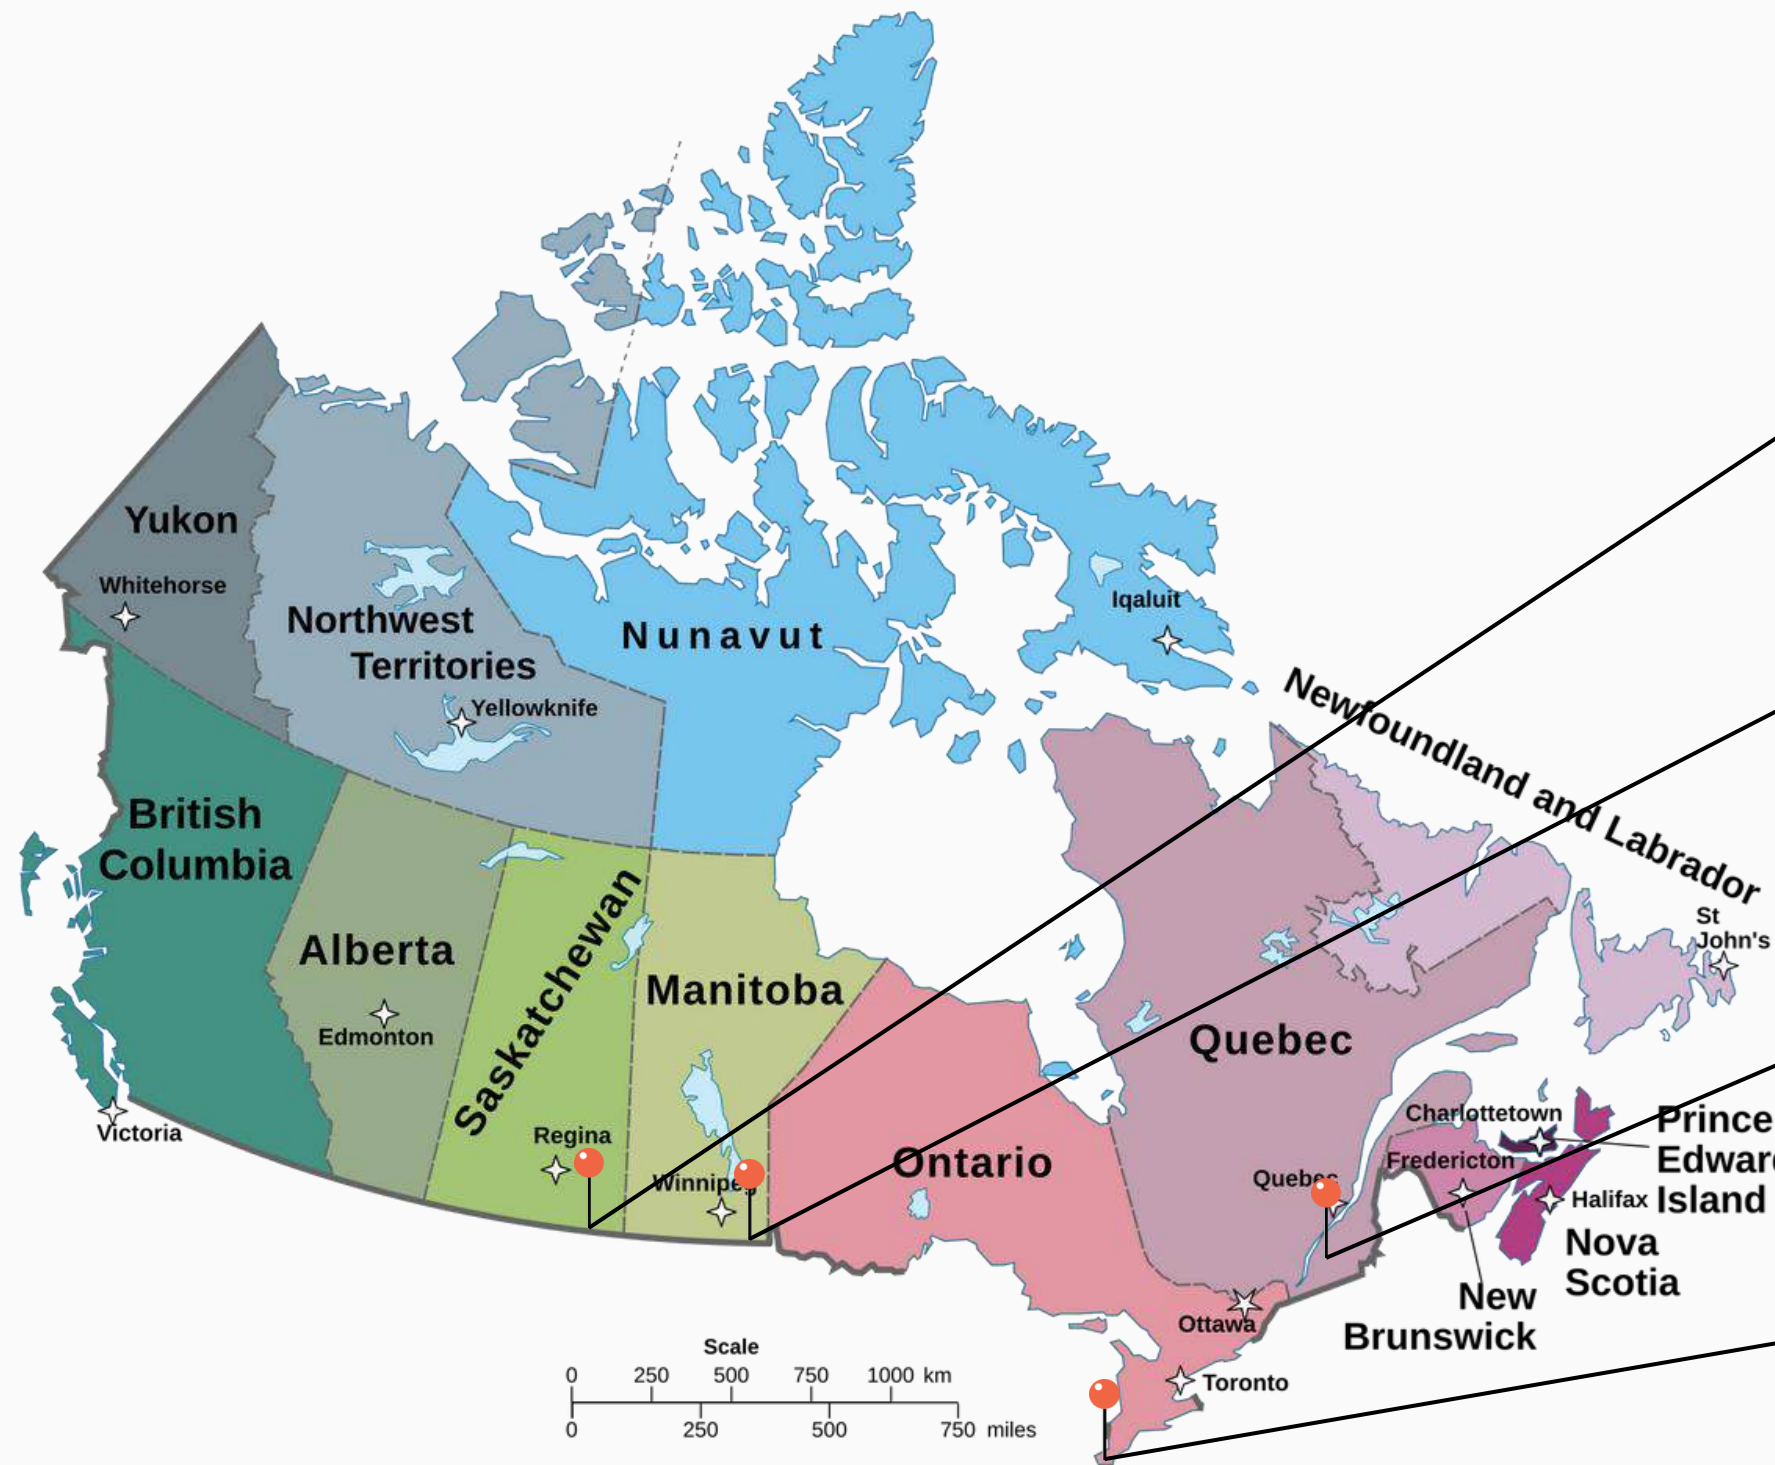 Yukon
Whitehorse
Northwest
Territories
Yellowknife
Nunavut
Iqaluit
Newfoundland and Labrador
British
Columbia
Alberta
Edmonton
Saskatchewan
Manitoba
St
John's
Victoria
Regina
Winnipeg
Ontario
Quebec
Quebec
Charlottetown
Fredericton
Prince
Edward
Island
Halifax
Nova
Scotia
New
Brunswick
Ottawa
Toronto
Scale
0 250 500 750 1000 km
0 250 500 750 miles